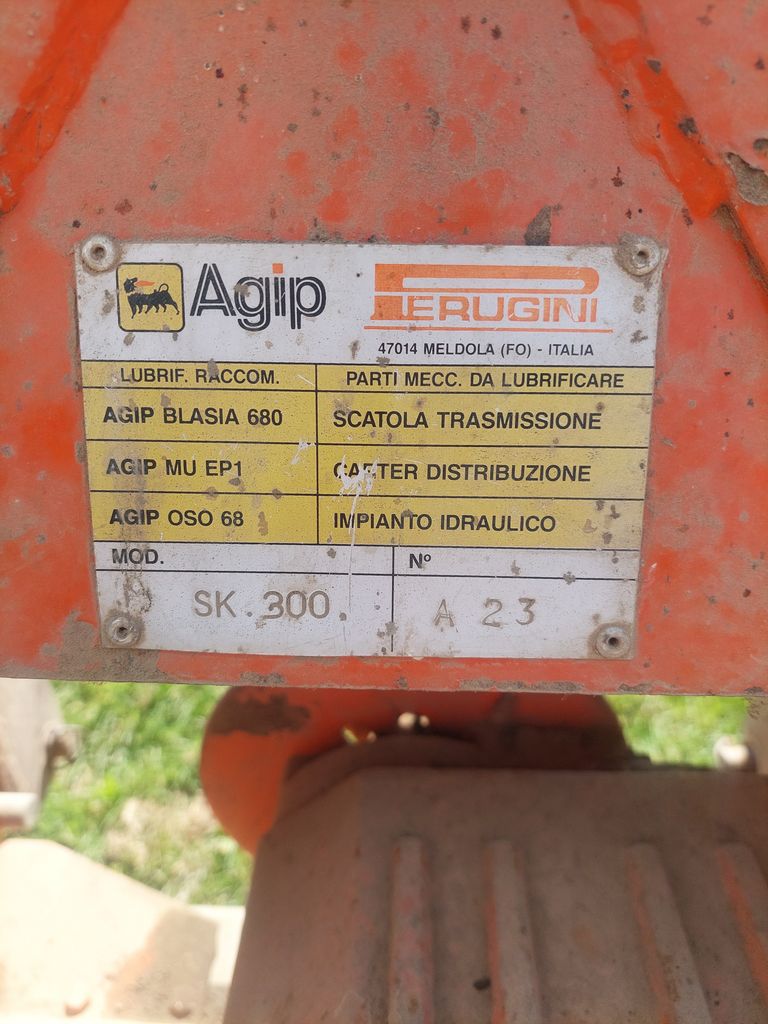 Agip
PERUGINI
47014 MELDOLA (FO) - ITALIA
LUBRIF. RACCOM. PARTI MECC. DA LUBRIFICARE
AGIP BLASIA 680 SCATOLA TRASMISSIONE
AGIP MU EP1 CARTER DISTRIBUZIONE
AGIP OSO 68 IMPIANTO IDRAULICO
MOD. Nº
SK.300. A 23